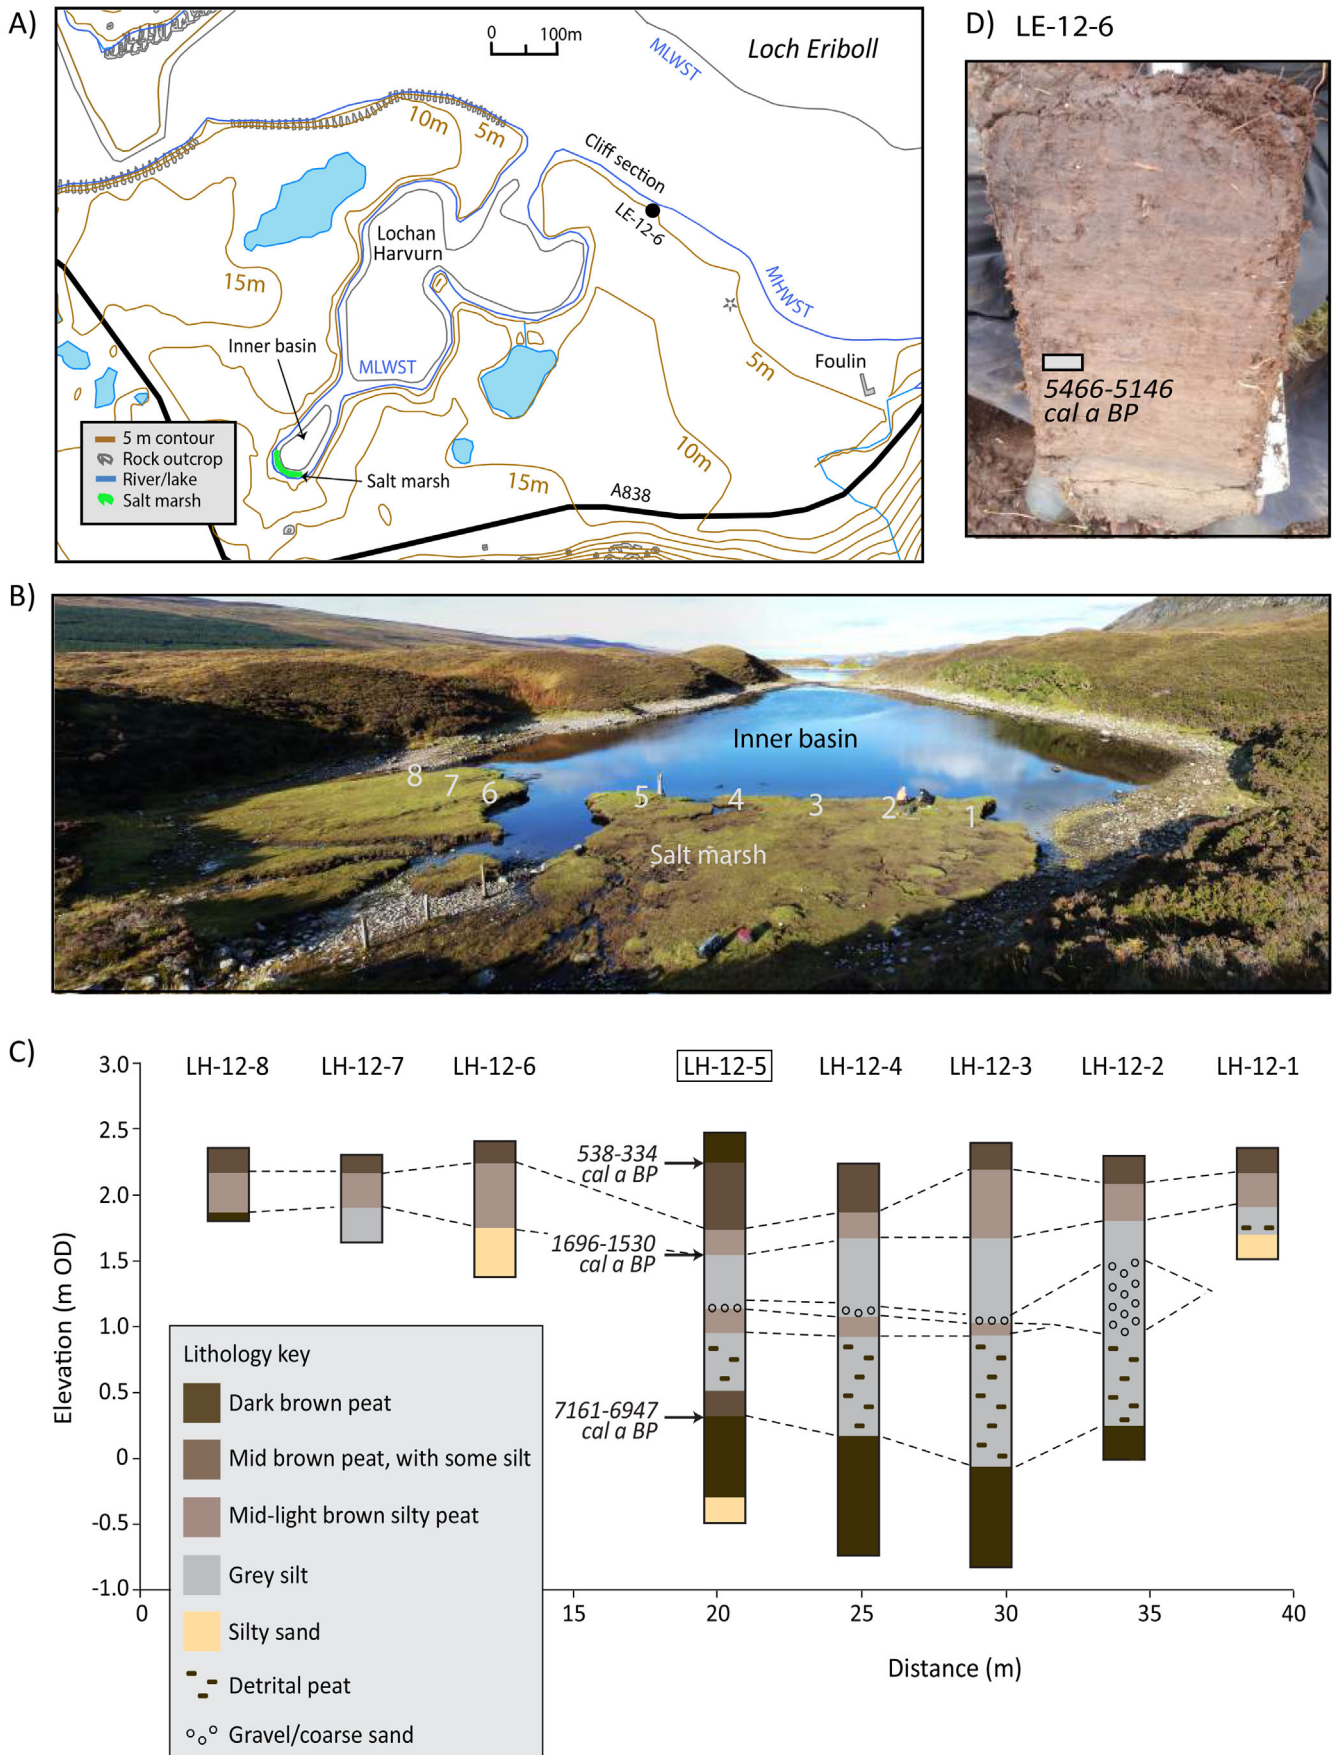 A)
0 100m
MLWST
Loch Eriboll
10m
5m
Cliff section
LE-12-6
Lochan
Harvurn
15m
MHWST
Inner basin
MLWST
5m
Foulin
10m
Salt marsh
15m
A838
5 m contour
Rock outcrop
River/lake
Salt marsh
D) LE-12-6
5466-5146
cal a BP
B)
Inner basin
8 7 6 5 4 3 2 1
Salt marsh
C)
LH-12-8 LH-12-7 LH-12-6 LH-12-5 LH-12-4 LH-12-3 LH-12-2 LH-12-1
3.0
2.5
2.0
1.5
1.0
0.5
0
-0.5
-1.0
Elevation (m OD)
538-334
cal a BP
1696-1530
cal a BP
7161-6947
cal a BP
Lithology key
Dark brown peat
Mid brown peat, with some silt
Mid-light brown silty peat
Grey silt
Silty sand
Detrital peat
Gravel/coarse sand
0 15 20 25 30 35 40
Distance (m)